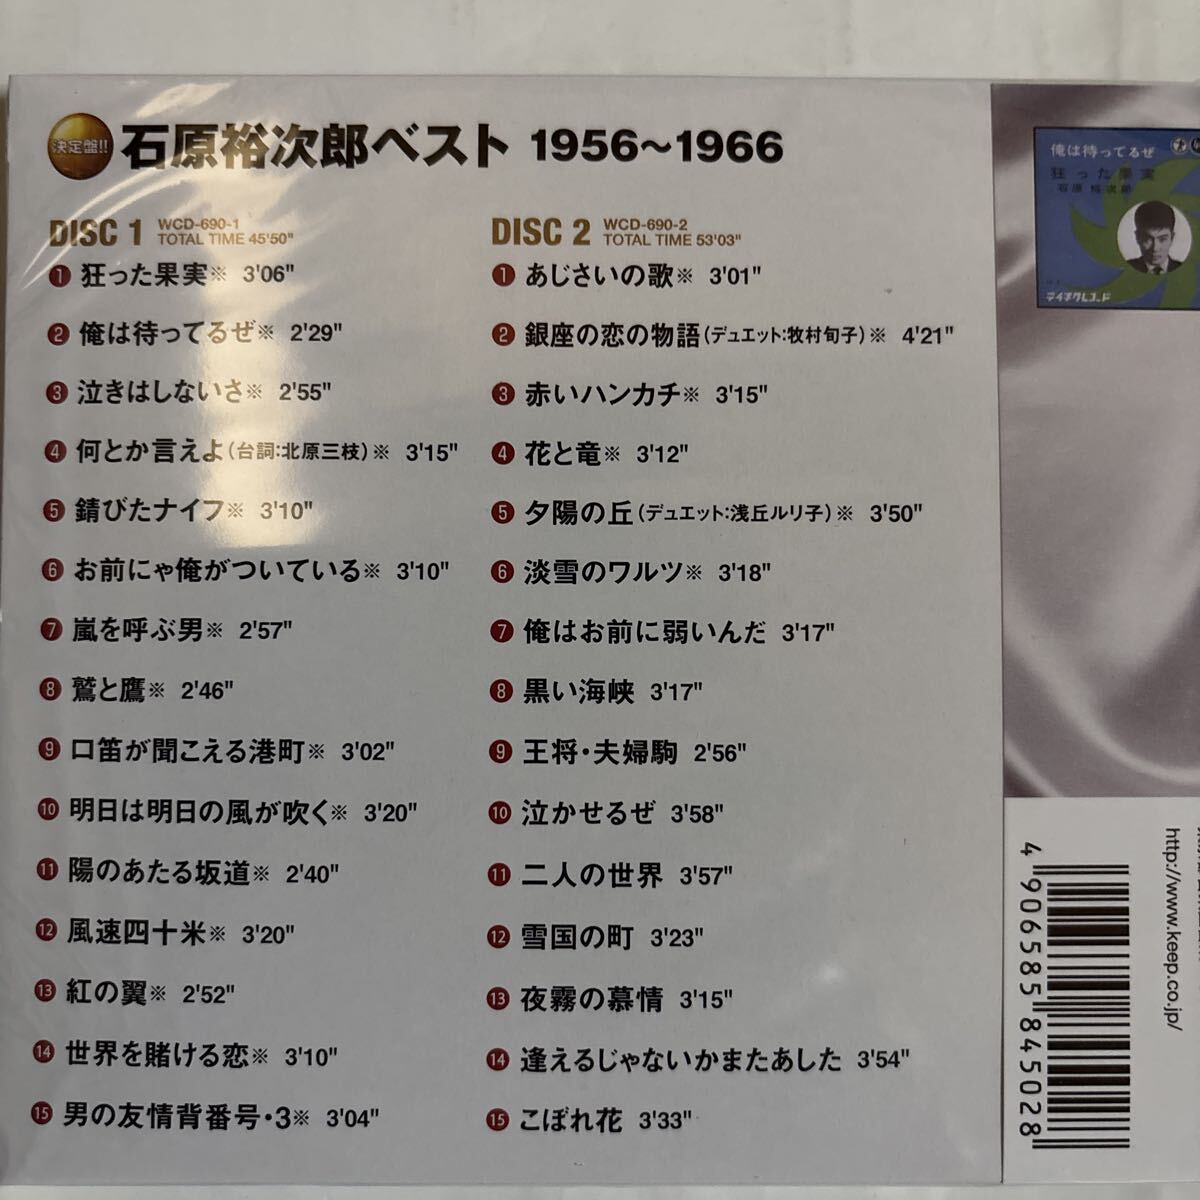 決定盤!! 石原裕次郎ベスト 1956〜1966
DISC 1 WCD-690-1
TOTAL TIME 45'50"
1 狂った果実※ 3'06"
2 俺は待ってるぜ※ 2'29"
3 泣きはしないさ※ 2'55"
4 何とか言えよ(台詞:北原三枝)※ 3'15"
5 錆びたナイフ※ 3'10"
6 お前にゃ俺がついている※ 3'10"
7 嵐を呼ぶ男※ 2'57"
8 鷲と鷹※ 2'46"
9 口笛が聞こえる港町※ 3'02"
10 明日は明日の風が吹く※ 3'20"
11 陽のあたる坂道※ 2'40"
12 風速四十米※ 3'20"
13 紅の翼※ 2'52"
14 世界を賭ける恋※ 3'10"
15 男の友情背番号・3※ 3'04"
DISC 2 WCD-690-2
TOTAL TIME 53'03"
1 あじさいの歌※ 3'01"
2 銀座の恋の物語(デュエット:牧村旬子)※ 4'21"
3 赤いハンカチ※ 3'15"
4 花と竜※ 3'12"
5 夕陽の丘(デュエット:浅丘ルリ子)※ 3'50"
6 淡雪のワルツ※ 3'18"
7 俺はお前に弱いんだ 3'17"
8 黒い海峡 3'17"
9 王将・夫婦駒 2'56"
10 泣かせるぜ 3'58"
11 二人の世界 3'57"
12 雪国の町 3'23"
13 夜霧の慕情 3'15"
14 逢えるじゃないかまたあした 3'54"
15 こぼれ花 3'33"
俺は待ってるぜ
狂った果実
石原裕次郎
テイチクレコード
4906585845028
http://www.keep.co.jp/